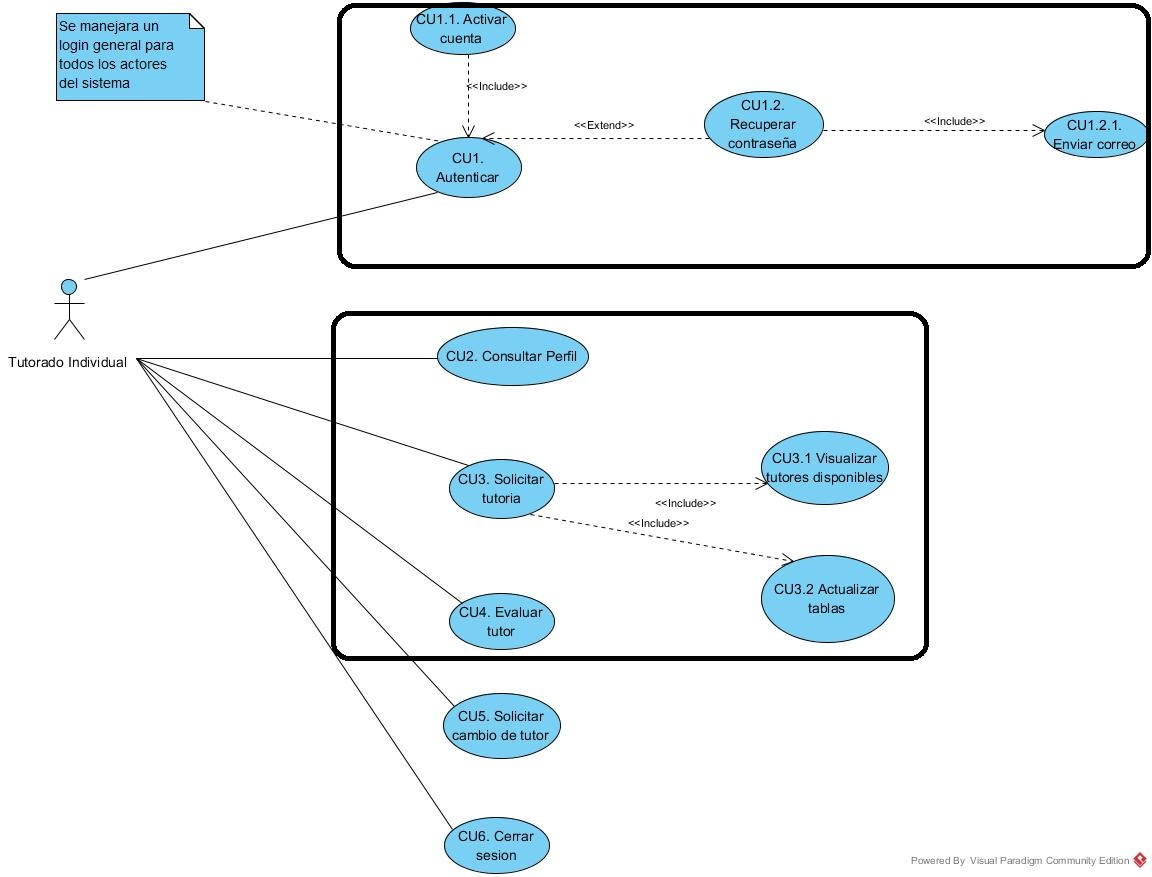 Se manejara un
login general para
todos los actores
del sistema
CU1.1. Activar
cuenta
<<Include>>
CU1.
Autenticar
<<Extend>>
CU1.2.
Recuperar
contraseña
<<Include>>
CU1.2.1.
Enviar correo
Tutorado Individual
CU2. Consultar Perfil
CU3. Solicitar
tutoria
<<Include>>
<<Include>>
CU3.1 Visualizar
tutores disponibles
CU3.2 Actualizar
tablas
CU4. Evaluar
tutor
CU5. Solicitar
cambio de tutor
CU6. Cerrar
sesion
Powered By Visual Paradigm Community Edition